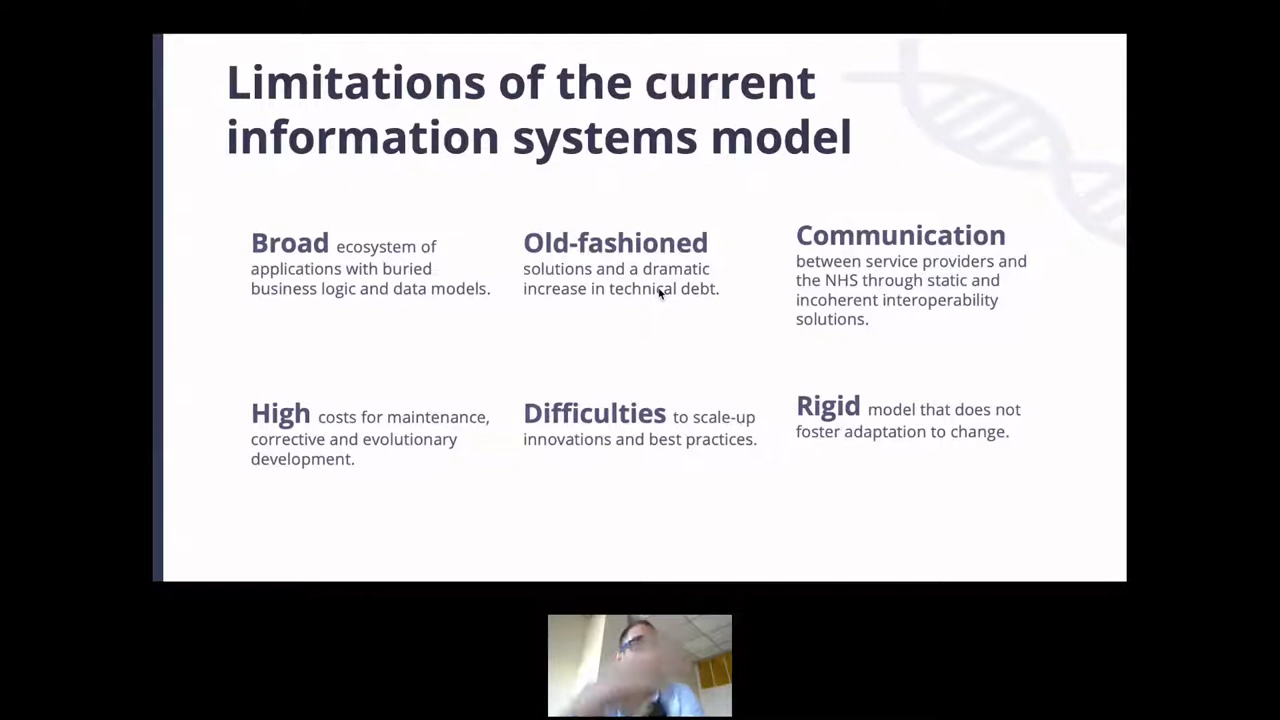 Limitations of the current
information systems model
Broad ecosystem of
applications with buried
business logic and data models.
Old-fashioned
solutions and a dramatic
increase in technical debt.
Communication
between service providers and
the NHS through static and
incoherent interoperability
solutions.
High costs for maintenance,
corrective and evolutionary
development.
Difficulties to scale-up
innovations and best practices.
Rigid model that does not
foster adaptation to change.